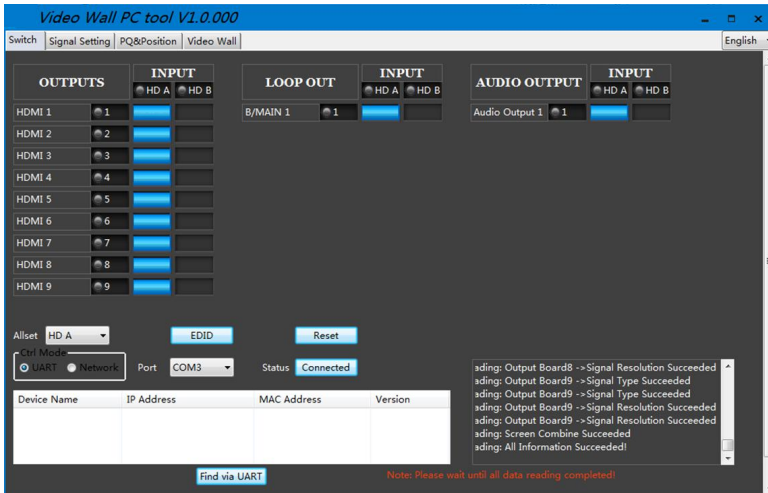 Video Wall PC tool V1.0.000
Switch Signal Setting PQ&Position Video Wall English
OUTPUTS INPUT HD A HD B
LOOP OUT INPUT HD A HD B
AUDIO OUTPUT INPUT HD A HD B
HDMI 1 1
B/MAIN 1 1
Audio Output 1 1
HDMI 2 2
HDMI 3 3
HDMI 4 4
HDMI 5 5
HDMI 6 6
HDMI 7 7
HDMI 8 8
HDMI 9 9
Allset HD A EDID Reset
Ctrl Mode
UART Network Port COM3 Status Connected
Device Name IP Address MAC Address Version
Find via UART
ading: Output Board8 ->Signal Resolution Succeeded
ading: Output Board9 ->Signal Type Succeeded
ading: Output Board9 ->Signal Type Succeeded
ading: Output Board9 ->Signal Resolution Succeeded
ading: Output Board9 ->Signal Resolution Succeeded
ading: Screen Combine Succeeded
ading: All Information Succeeded!
Note: Please wait until all data reading completed!